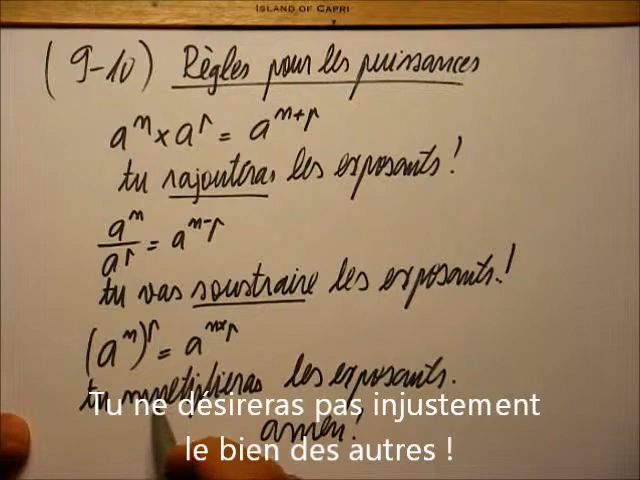 ISLAND OF CAPRI
(9-10) Règles pour les puissances
a^n × a^p = a^{n+p}
tu rajouteras les exposants !
a^n / a^p = a^{n-p}
tu vas soustraire les exposants !
(a^n)^p = a^{n×p}
tu multiplieras les exposants.
amen !
Tu ne désireras pas injustement
le bien des autres !